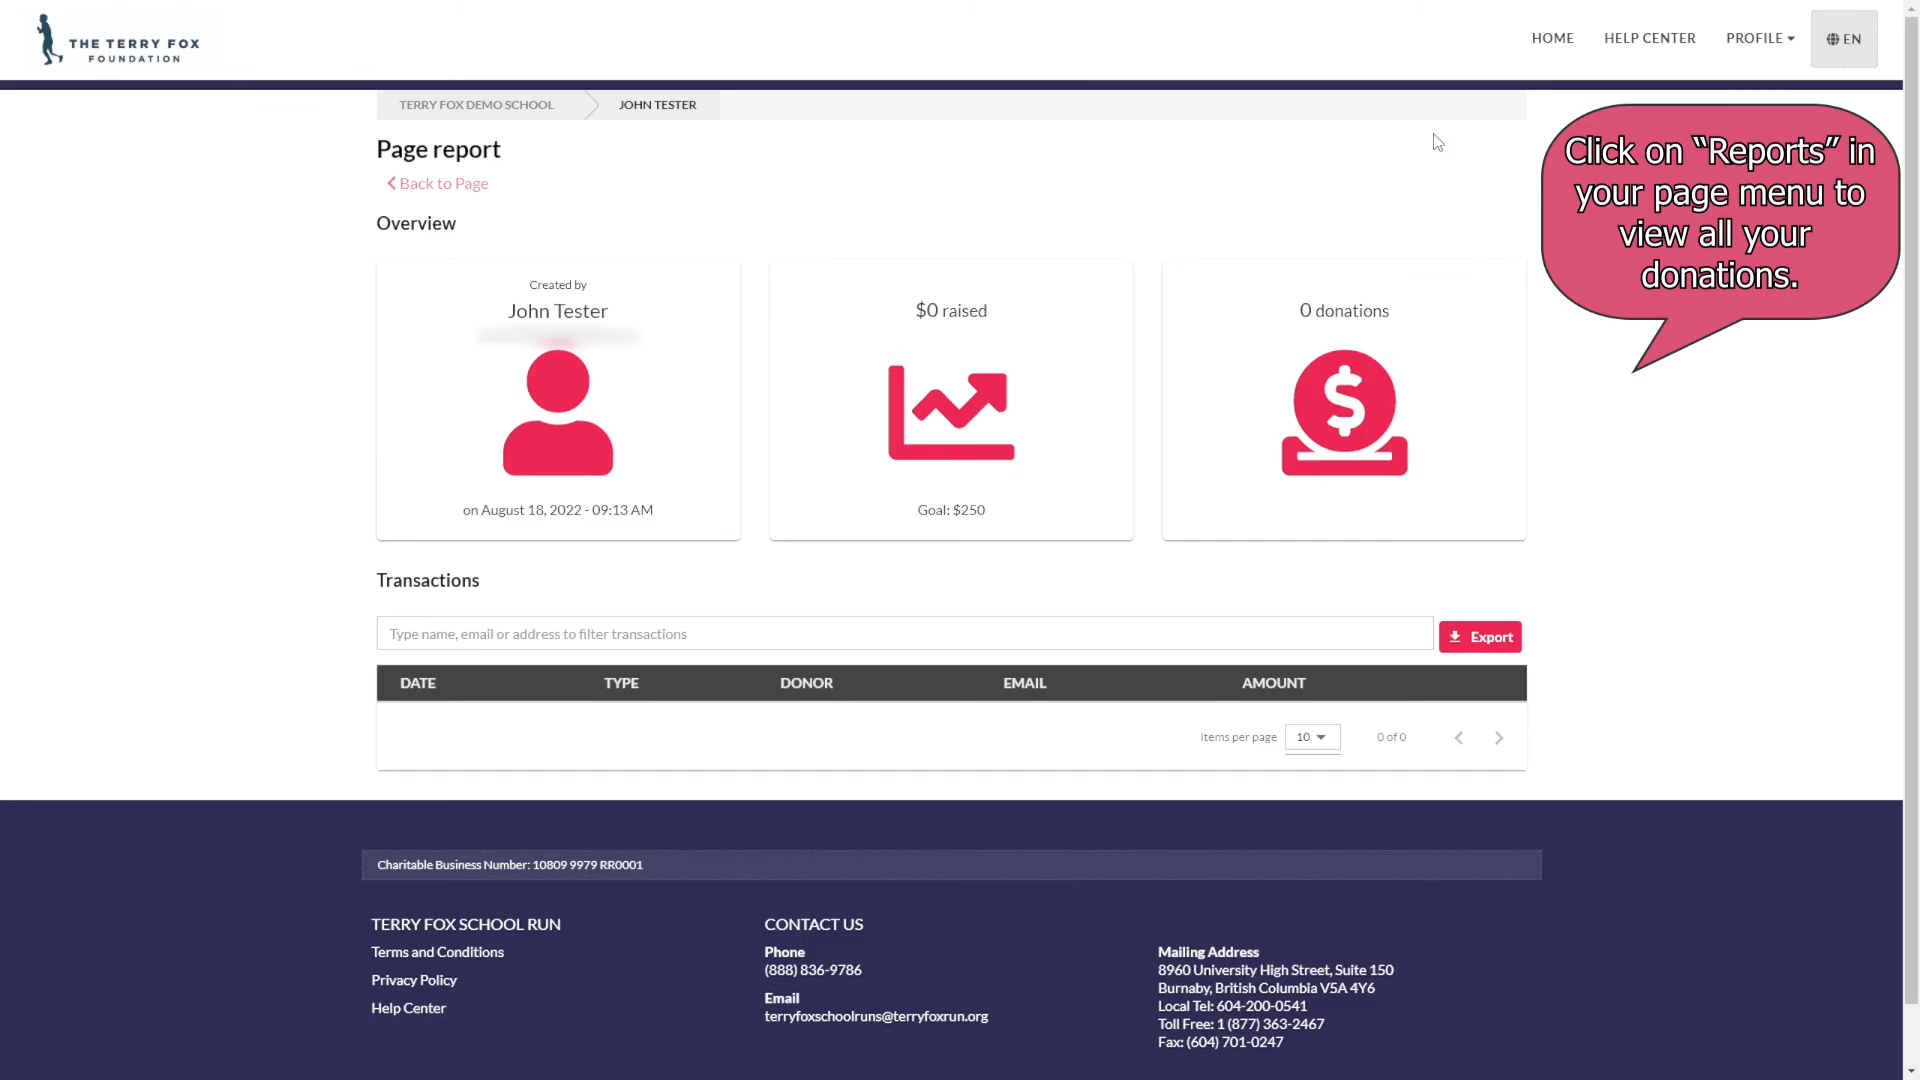 THE TERRY FOX
FOUNDATION
HOME HELP CENTER PROFILE EN
TERRY FOX DEMO SCHOOL JOHN TESTER
Page report
Back to Page
Overview
Created by
John Tester
on August 18, 2022 - 09:13 AM
$0 raised
Goal: $250
0 donations
Click on “Reports” in
your page menu to
view all your
donations.
Transactions
Type name, email or address to filter transactions
Export
DATE TYPE DONOR EMAIL AMOUNT
Items per page 10 0 of 0
Charitable Business Number: 10809 9979 RR0001
TERRY FOX SCHOOL RUN
Terms and Conditions
Privacy Policy
Help Center
CONTACT US
Phone
(888) 836-9786
Email
terryfoxschoolruns@terryfoxrun.org
Mailing Address
8960 University High Street, Suite 150
Burnaby, British Columbia V5A 4Y6
Local Tel: 604-200-0541
Toll Free: 1 (877) 363-2467
Fax: (604) 701-0247